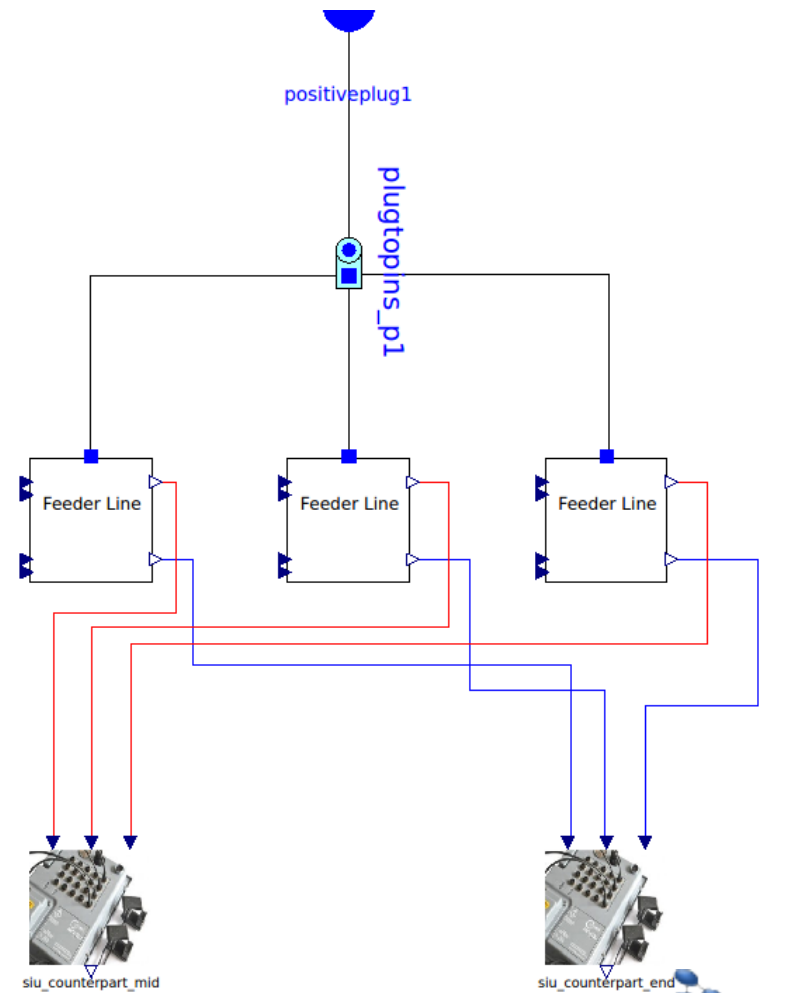 positiveplug1
plugtopins_p1
Feeder Line
Feeder Line
Feeder Line
siu_counterpart_mid
siu_counterpart_end